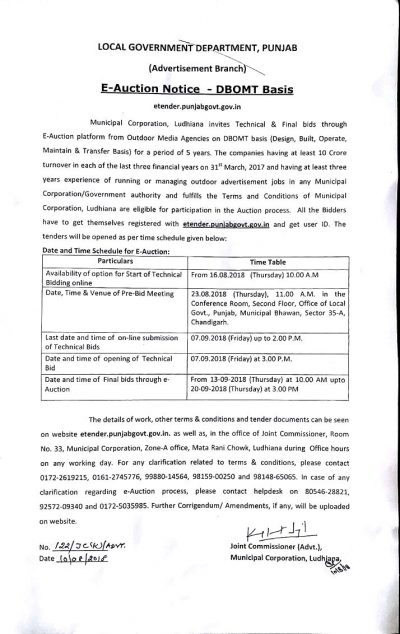 LOCAL GOVERNMENT DEPARTMENT, PUNJAB
(Advertisement Branch)
E-Auction Notice - DBOMT Basis
etender.punjabgovt.gov.in
Municipal Corporation, Ludhiana invites Technical & Final bids through
E-Auction platform from Outdoor Media Agencies on DBOMT basis (Design, Built, Operate,
Maintain & Transfer Basis) for a period of 5 years. The companies having at least 10 Crore
turnover in each of the last three financial years on 31st March, 2017 and having at least three
years experience of running or managing outdoor advertisement jobs in any Municipal
Corporation/Government authority and fulfills the Terms and Conditions of Municipal
Corporation, Ludhiana are eligible for participation in the Auction process. All the Bidders
have to get themselves registered with etender.punjabgovt.gov.in and get user ID. The
tenders will be opened as per time schedule given below:
Date and Time Schedule for E-Auction:
Particulars
Time Table
Availability of option for Start of Technical
Bidding online
From 16.08.2018 (Thursday) 10.00 A.M
Date, Time & Venue of Pre-Bid Meeting
23.08.2018 (Thursday), 11.00 A.M. in the
Conference Room, Second Floor, Office of Local
Govt., Punjab, Municipal Bhawan, Sector 35-A,
Chandigarh.
Last date and time of on-line submission
of Technical Bids
07.09.2018 (Friday) up to 2.00 P.M.
Date and time of opening of Technical
Bid
07.09.2018 (Friday) at 3.00 P.M.
Date and time of Final bids through e-
Auction
From 13-09-2018 (Thursday) at 10.00 AM upto
20-09-2018 (Thursday) at 3.00 PM
The details of work, other terms & conditions and tender documents can be seen
on website etender.punjabgovt.gov.in. as well as, in the office of Joint Commissioner, Room
No. 33, Municipal Corporation, Zone-A office, Mata Rani Chowk, Ludhiana during Office hours
on any working day. For any clarification related to terms & conditions, please contact
0172-2619215, 0161-2745776, 99880-14564, 98159-00250 and 98148-65065. In case of any
clarification regarding e-Auction process, please contact helpdesk on 80546-28821,
92572-09340 and 0172-5035985. Further Corrigendum/ Amendments, if any, will be uploaded
on website.
No. 122/JC(K)/Advt.
Date 10/08/2018
Joint Commissioner (Advt.),
Municipal Corporation, Ludhiana,